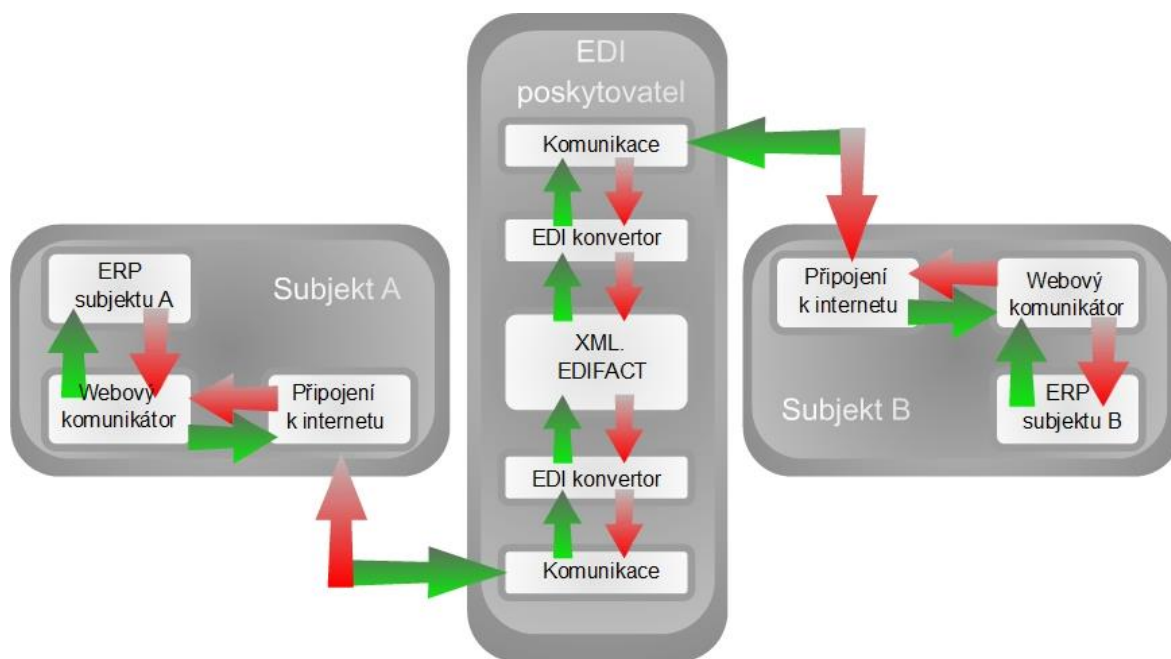 EDI
poskytovatel
Komunikace
EDI konvertor
XML.
EDIFACT
EDI konvertor
Komunikace
Subjekt A
ERP
subjektu A
Webový
komunikátor
Připojení
k internetu
Subjekt B
Připojení
k internetu
Webový
komunikátor
ERP
subjektu B